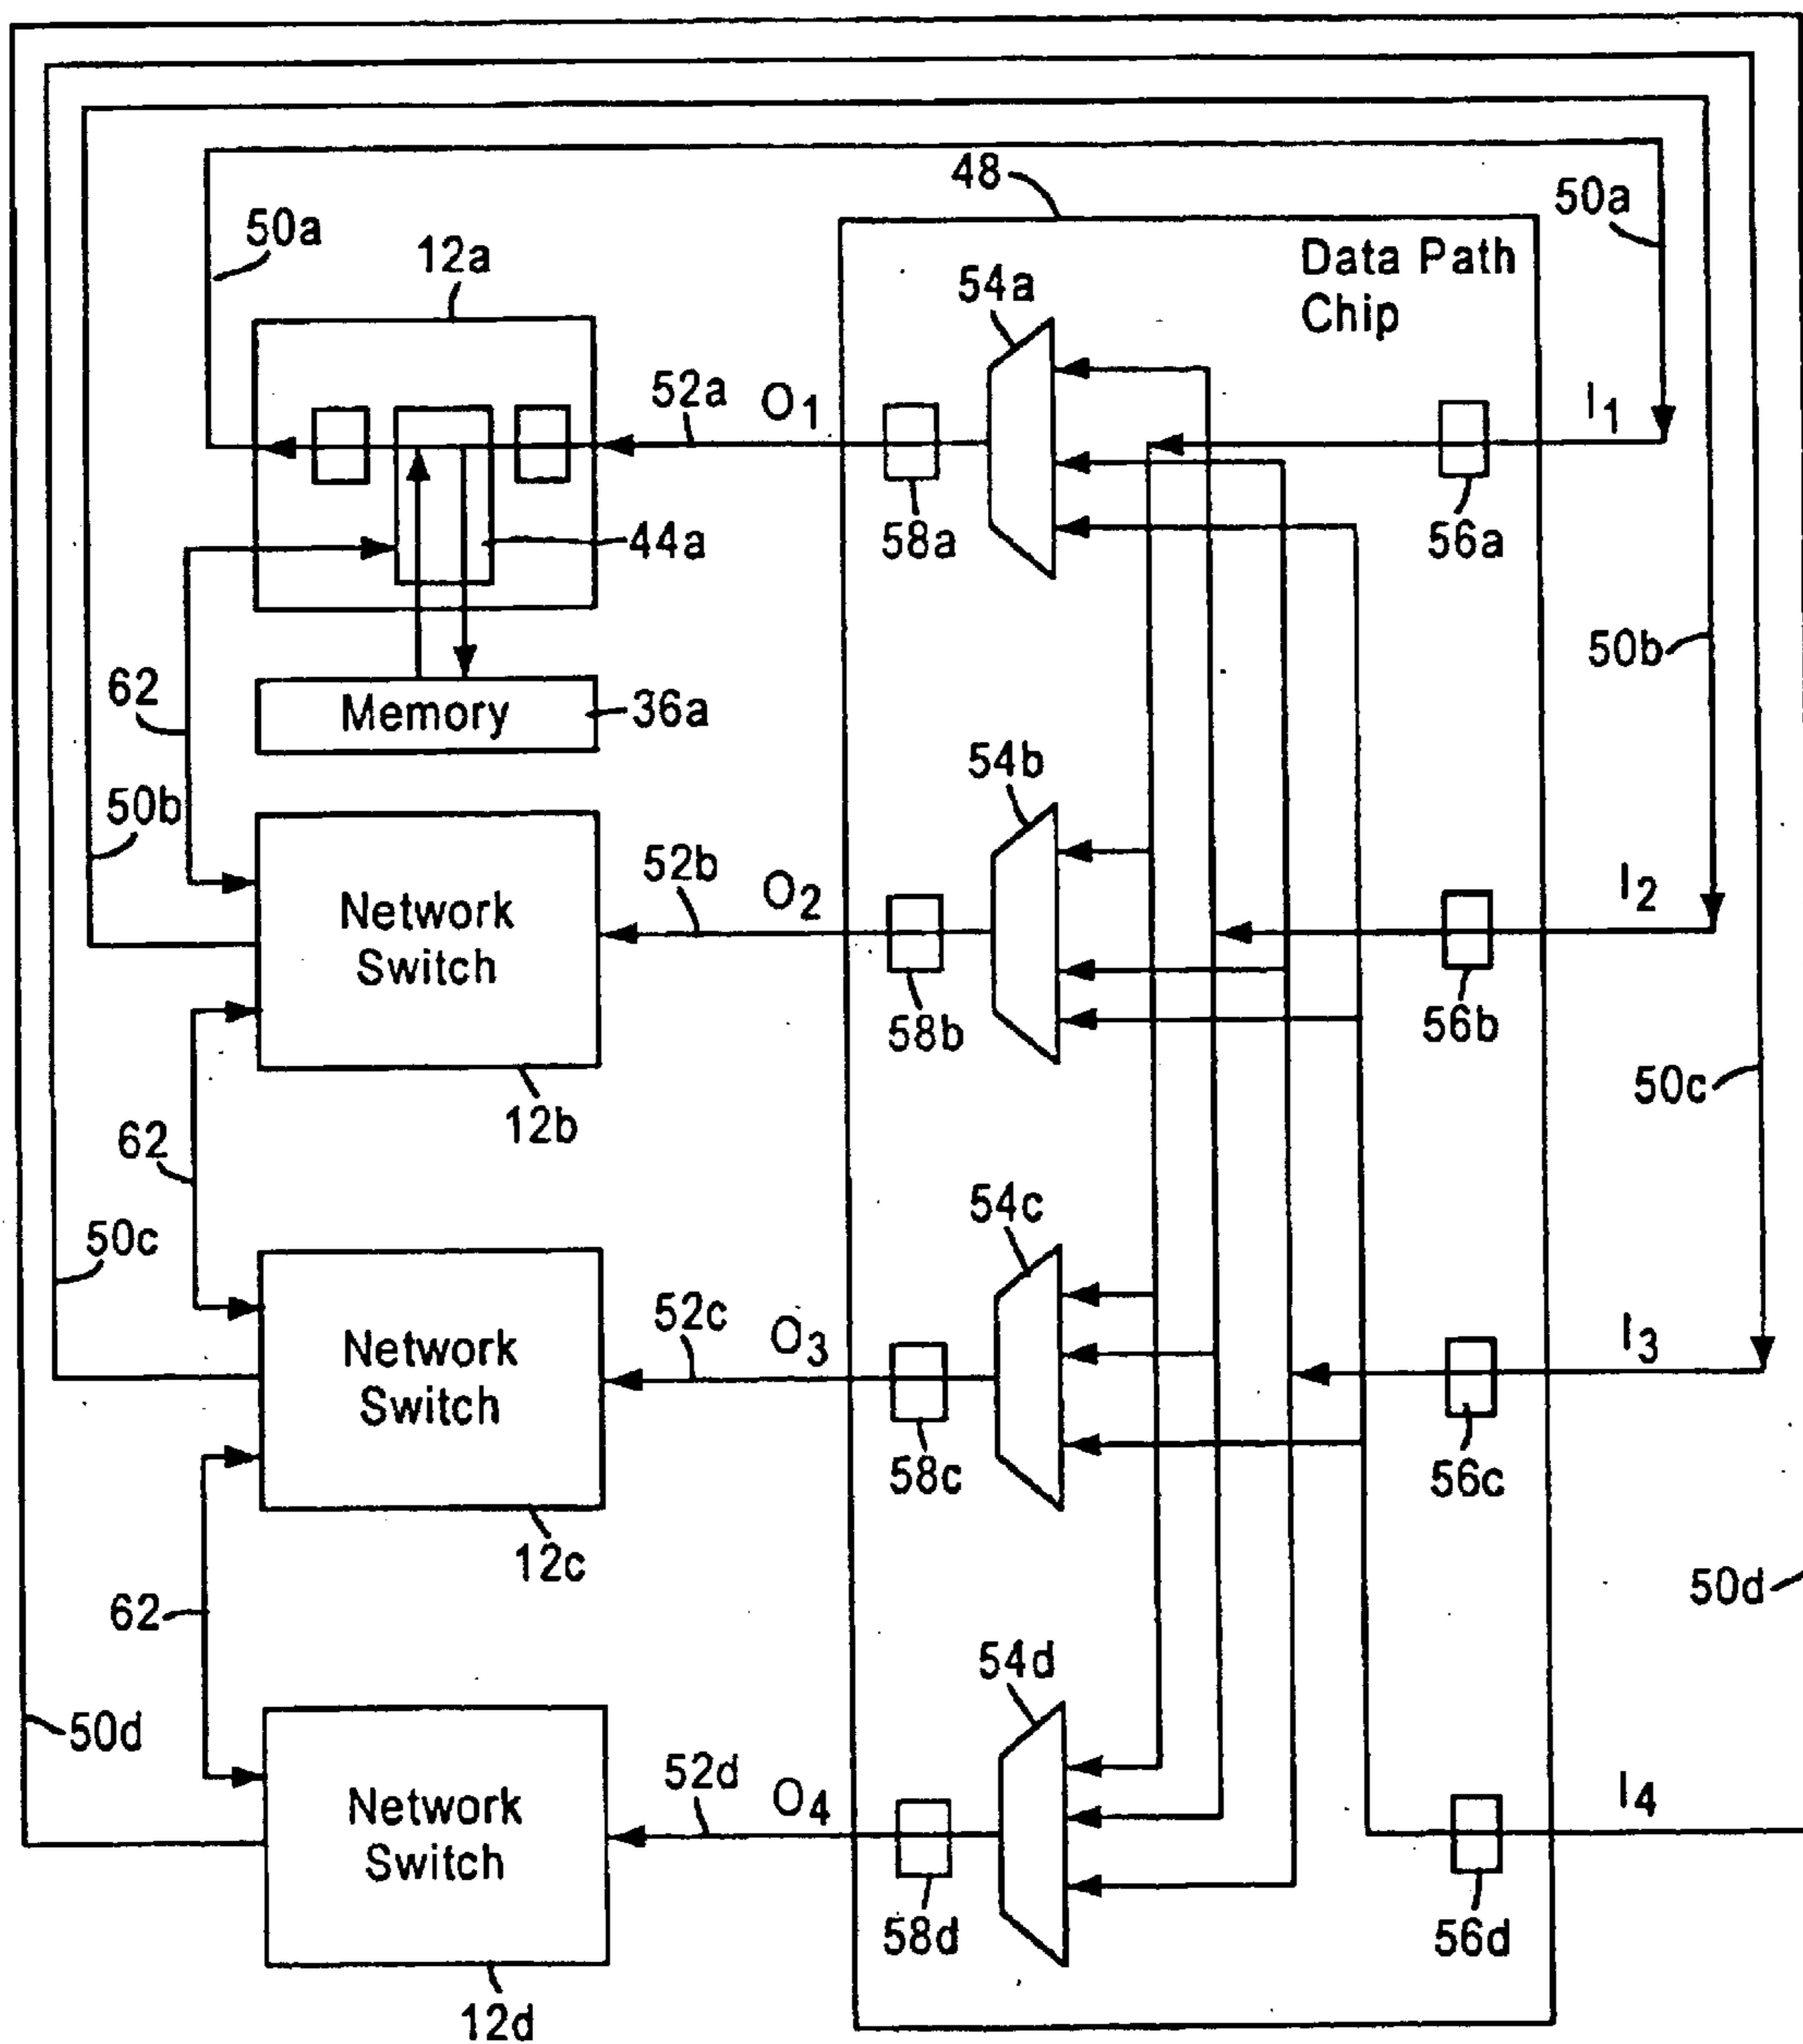 48
50a
50a
12a
Data Path
Chip
54a
52a
O1
I1
44a
58a
56a
50b
62
Memory
36a
54b
50b
52b
O2
I2
Network
Switch
58b
56b
50c
12b
62
54c
50c
52c
O3
I3
Network
Switch
58c
56c
12c
50d
62
54d
50d
52d
O4
I4
Network
Switch
58d
56d
12d